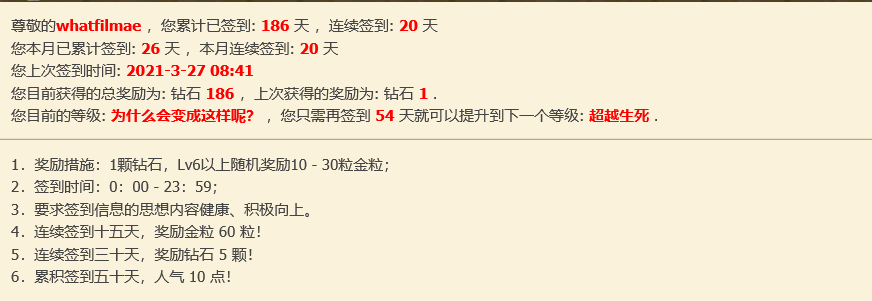 尊敬的whatfilmae ，您累计已签到: 186 天 ，连续签到: 20 天
您本月已累计签到: 26 天 ，本月连续签到: 20 天
您上次签到时间: 2021-3-27 08:41
您目前获得的总奖励为: 钻石 186 ，上次获得的奖励为: 钻石 1 .
您目前的等级: 为什么会变成这样呢？ ，您只需再签到 54 天就可以提升到下一个等级: 超越生死 .
1．奖励措施：1颗钻石，Lv6以上随机奖励10 - 30粒金粒；
2．签到时间：0：00 - 23：59；
3．要求签到信息的思想内容健康、积极向上。
4．连续签到十五天，奖励金粒 60 粒！
5．连续签到三十天，奖励钻石 5 颗！
6．累积签到五十天，人气 10 点！